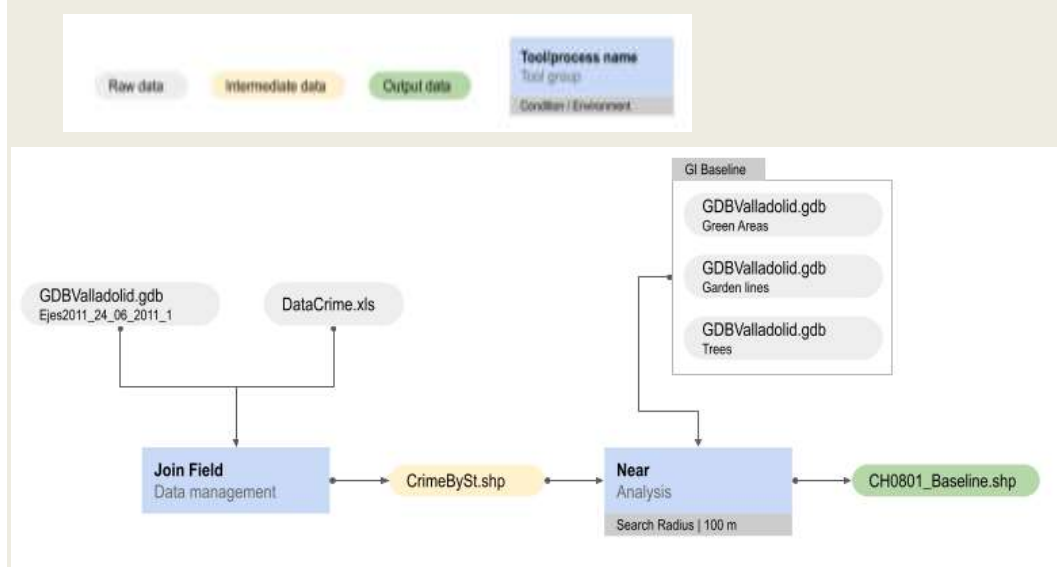 Raw data
Intermediate data
Output data
Tool/process name
Tool group
Condition / Environment
GI Baseline
GDBValladolid.gdb
Green Areas
GDBValladolid.gdb
Garden lines
GDBValladolid.gdb
Trees
GDBValladolid.gdb
Ejes2011_24_06_2011_1
DataCrime.xls
Join Field
Data management
CrimeBySt.shp
Near
Analysis
Search Radius | 100 m
CH0801_Baseline.shp